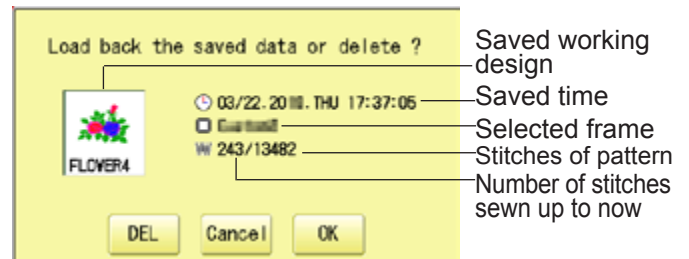 Load back the saved data or delete ?
Saved working
design
03/22.20 . THU 17:37:05
Saved time
Selected frame
243/13482
Stitches of pattern
FLOWER4
Number of stitches
sewn up to now
DEL Cancel OK